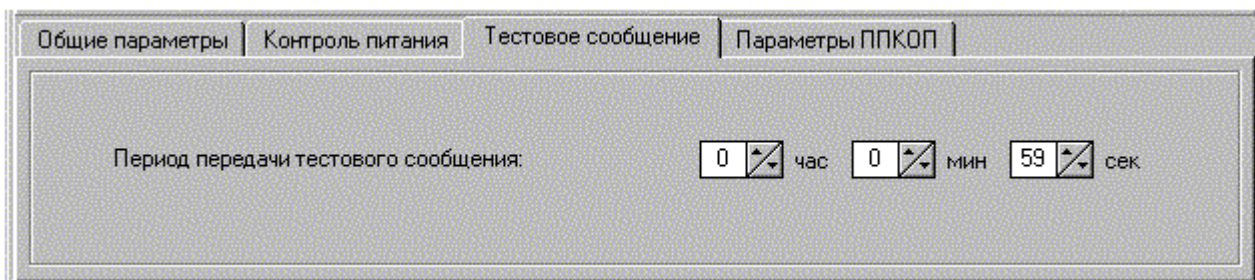 Общие параметры Контроль питания Тестовое сообщение Параметры ППКОП
Период передачи тестового сообщения: 0 час 0 мин 59 сек